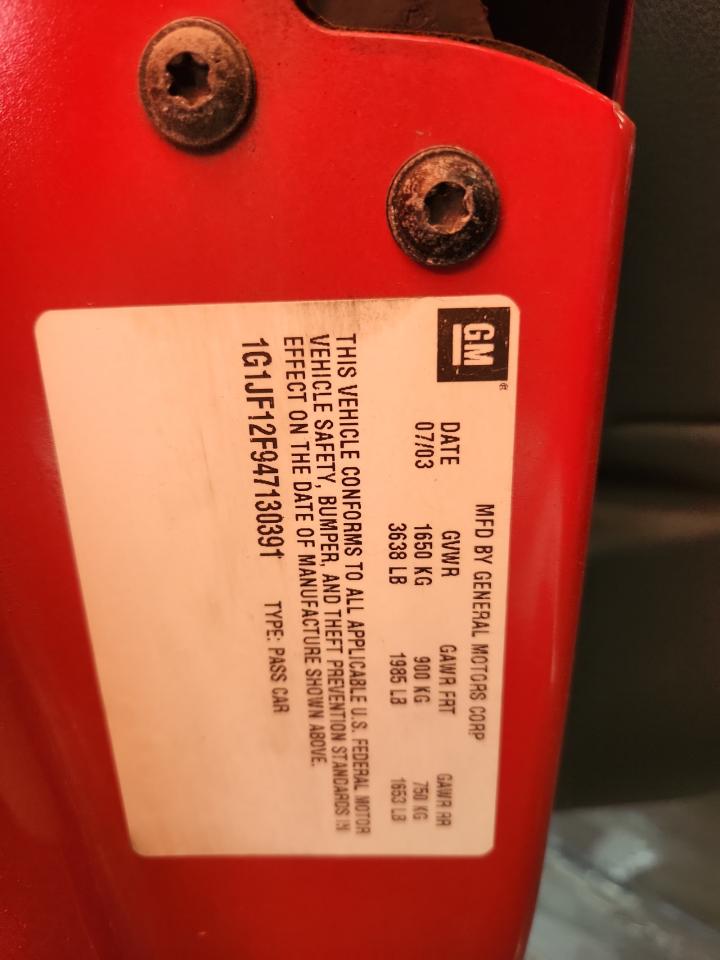 GM
MFD BY GENERAL MOTORS CORP
DATE GVWR GAWR FRT GAWR RR
07/03 1650 KG 900 KG 750 KG
3638 LB 1985 LB 1653 LB
THIS VEHICLE CONFORMS TO ALL APPLICABLE U.S. FEDERAL MOTOR
VEHICLE SAFETY, BUMPER, AND THEFT PREVENTION STANDARDS IN
EFFECT ON THE DATE OF MANUFACTURE SHOWN ABOVE.
1G1JF12F947130391 TYPE: PASS CAR